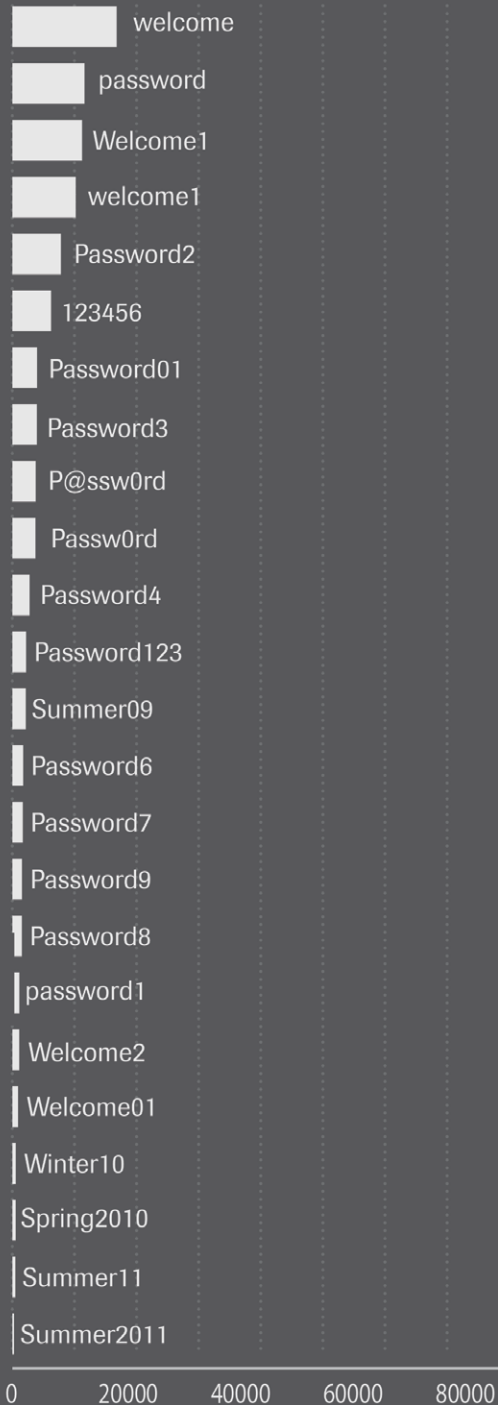 welcome
password
Welcome1
welcome1
Password2
123456
Password01
Password3
P@ssw0rd
Passw0rd
Password4
Password123
Summer09
Password6
Password7
Password9
Password8
password1
Welcome2
Welcome01
Winter10
Spring2010
Summer11
Summer2011
0 20000 40000 60000 80000